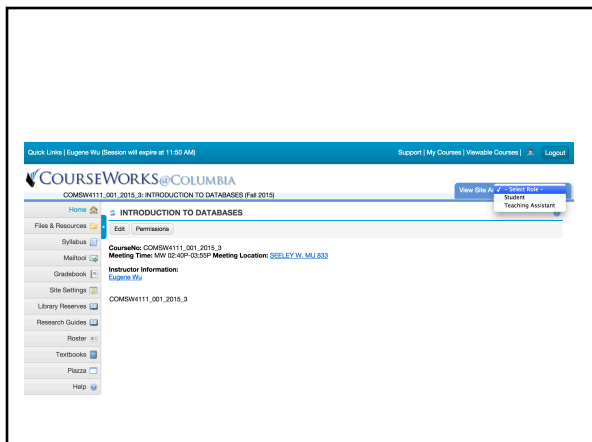 Quick Links | Eugene Wu (Session will expire at 11:50 AM) Support | My Courses | Viewable Courses | Logout
COURSEWORKS@COLUMBIA
COMSW4111_001_2015_3: INTRODUCTION TO DATABASES (Fall 2015)
View Site As ✓ - Select Role -
Student
Teaching Assistant
Home
Files & Resources
Syllabus
Mailtool
Gradebook
Site Settings
Library Reserves
Research Guides
Roster
Textbooks
Piazza
Help
INTRODUCTION TO DATABASES
Edit Permissions
CourseNo: COMSW4111_001_2015_3
Meeting Time: MW 02:40P-03:55P Meeting Location: SEELEY W. MU 833
Instructor Information:
Eugene Wu
COMSW4111_001_2015_3